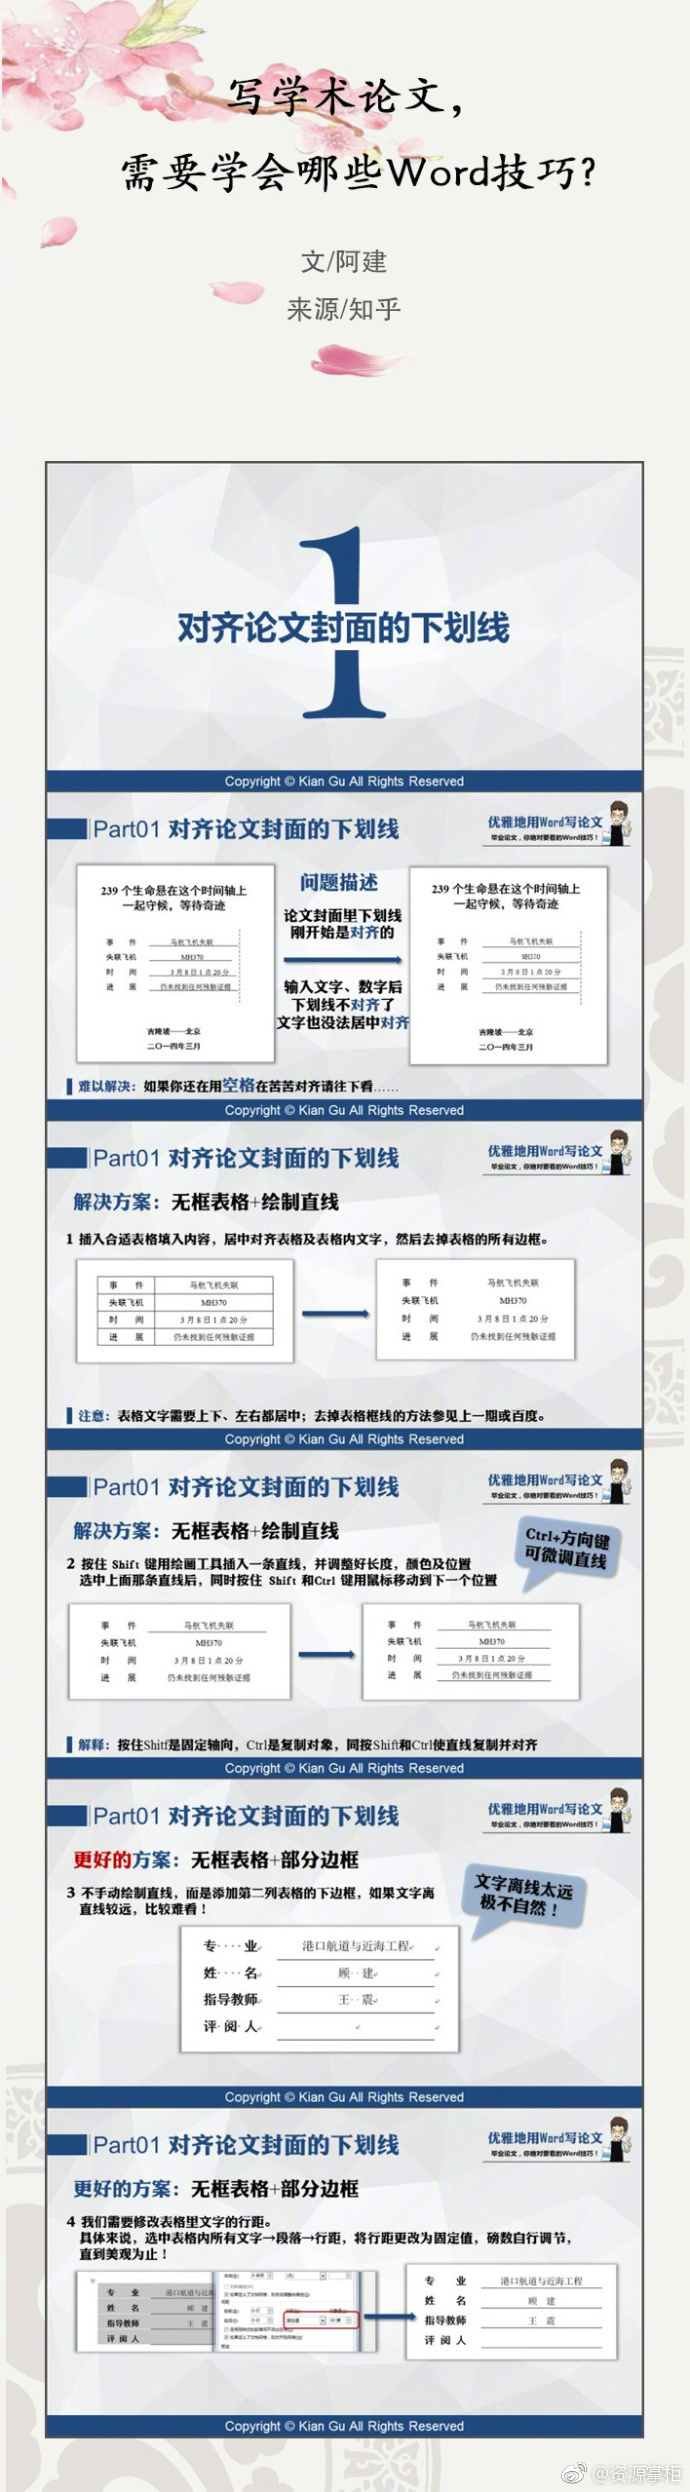 写学术论文，
需要学会哪些Word技巧?
文/阿建
来源/知乎
1
对齐论文封面的下划线
Copyright © Kian Gu All Rights Reserved
Part01 对齐论文封面的下划线
优雅地用Word写论文
毕业论文，你绝对要看的Word技巧！
239 个生命悬在这个时间轴上
一起守候，等待奇迹
事 件 马航飞机失联
失联飞机 MH370
时 间 3 月 8 日 1 点 20 分
进 展 仍未找到任何残骸证据
吉隆坡——北京
二〇一四年三月
问题描述
论文封面里下划线
刚开始是对齐的
输入文字、数字后
下划线不对齐了
文字也没法居中对齐
239 个生命悬在这个时间轴上
一起守候，等待奇迹
事 件 马航飞机失联
失联飞机 MH370
时 间 3 月 8 日 1 点 20 分
进 展 仍未找到任何残骸证据
吉隆坡——北京
二〇一四年三月
难以解决：如果你还在用空格在苦苦对齐请往下看……
Copyright © Kian Gu All Rights Reserved
Part01 对齐论文封面的下划线
优雅地用Word写论文
毕业论文，你绝对要看的Word技巧！
解决方案：无框表格+绘制直线
1 插入合适表格填入内容，居中对齐表格及表格内文字，然后去掉表格的所有边框。
事 件 马航飞机失联
失联飞机 MH370
时 间 3 月 8 日 1 点 20 分
进 展 仍未找到任何残骸证据
事 件 马航飞机失联
失联飞机 MH370
时 间 3 月 8 日 1 点 20 分
进 展 仍未找到任何残骸证据
注意：表格文字需要上下、左右都居中；去掉表格框线的方法参见上一期或百度。
Copyright © Kian Gu All Rights Reserved
Part01 对齐论文封面的下划线
优雅地用Word写论文
毕业论文，你绝对要看的Word技巧！
解决方案：无框表格+绘制直线
Ctrl+方向键
可微调直线
2 按住 Shift 键用绘画工具插入一条直线，并调整好长度，颜色及位置
选中上面那条直线后，同时按住 Shift 和Ctrl 键用鼠标移动到下一个位置
事 件 马航飞机失联
失联飞机 MH370
时 间 3 月 8 日 1 点 20 分
进 展 仍未找到任何残骸证据
事 件 马航飞机失联
失联飞机 MH370
时 间 3 月 8 日 1 点 20 分
进 展 仍未找到任何残骸证据
解释：按住Shitf是固定轴向，Ctrl是复制对象，同按Shift和Ctrl使直线复制并对齐
Copyright © Kian Gu All Rights Reserved
Part01 对齐论文封面的下划线
优雅地用Word写论文
毕业论文，你绝对要看的Word技巧！
更好的方案：无框表格+部分边框
3 不手动绘制直线，而是添加第二列表格的下边框，如果文字离
直线较远，比较难看！
文字离线太远
极不自然！
专····业 港口航道与近海工程
姓····名 顾··建
指导教师 王··震
评·阅·人
Copyright © Kian Gu All Rights Reserved
Part01 对齐论文封面的下划线
优雅地用Word写论文
毕业论文，你绝对要看的Word技巧！
更好的方案：无框表格+部分边框
4 我们需要修改表格里文字的行距。
具体来说，选中表格内所有文字→段落→行距，将行距更改为固定值，磅数自行调节，
直到美观为止！
专 业 港口航道与近海
姓 名 顾 建
指导教师 王 震
评 阅 人
专 业 港口航道与近海工程
姓 名 顾 建
指导教师 王 震
评 阅 人
Copyright © Kian Gu All Rights Reserved
@资源掌柜